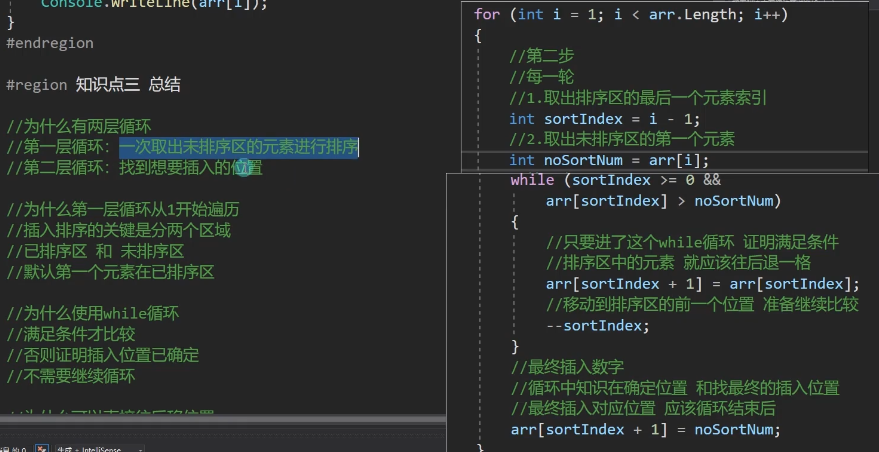 Console.WriteLine(arr[i]);
}
#endregion
#region 知识点三 总结
//为什么有两层循环
//第一层循环：一次取出未排序区的元素进行排序
//第二层循环：找到想要插入的位置
//为什么第一层循环从1开始遍历
//插入排序的关键是分两个区域
//已排序区 和 未排序区
//默认第一个元素在已排序区
//为什么使用while循环
//满足条件才比较
//否则证明插入位置已确定
//不需要继续循环
for (int i = 1; i < arr.Length; i++)
{
//第二步
//每一轮
//1.取出排序区的最后一个元素索引
int sortIndex = i - 1;
//2.取出未排序区的第一个元素
int noSortNum = arr[i];
while (sortIndex >= 0 &&
arr[sortIndex] > noSortNum)
{
//只要进了这个while循环 证明满足条件
//排序区中的元素 就应该往后退一格
arr[sortIndex + 1] = arr[sortIndex];
//移动到排序区的前一个位置 准备继续比较
--sortIndex;
}
//最终插入数字
//循环中知识在确定位置 和找最终的插入位置
//最终插入对应位置 应该循环结束后
arr[sortIndex + 1] = noSortNum;
}